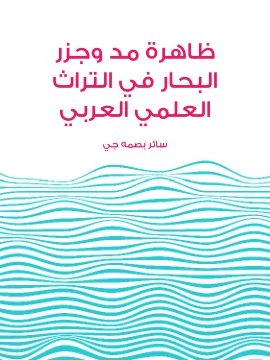 ظاهرة مد وجزر
البحار في التراث
العلمي العربي
سائر بصمه جي